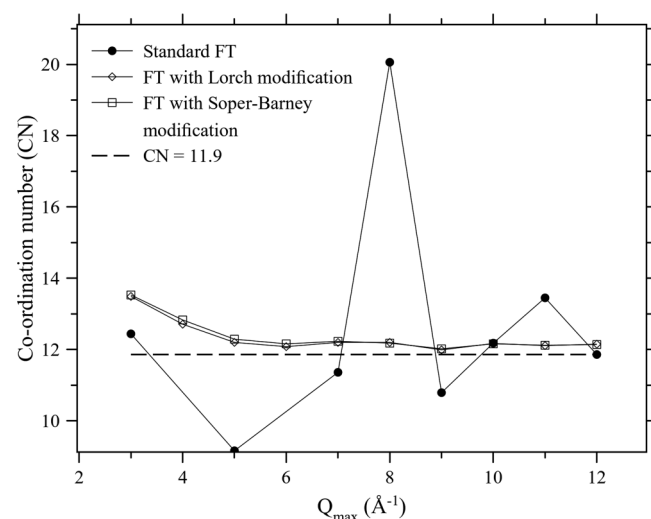 Standard FT
FT with Lorch modification
FT with Soper-Barney
modification
CN = 11.9
Co-ordination number (CN)
20
18
16
14
12
10
2
4
6
8
10
12
Q_max (Å⁻¹)